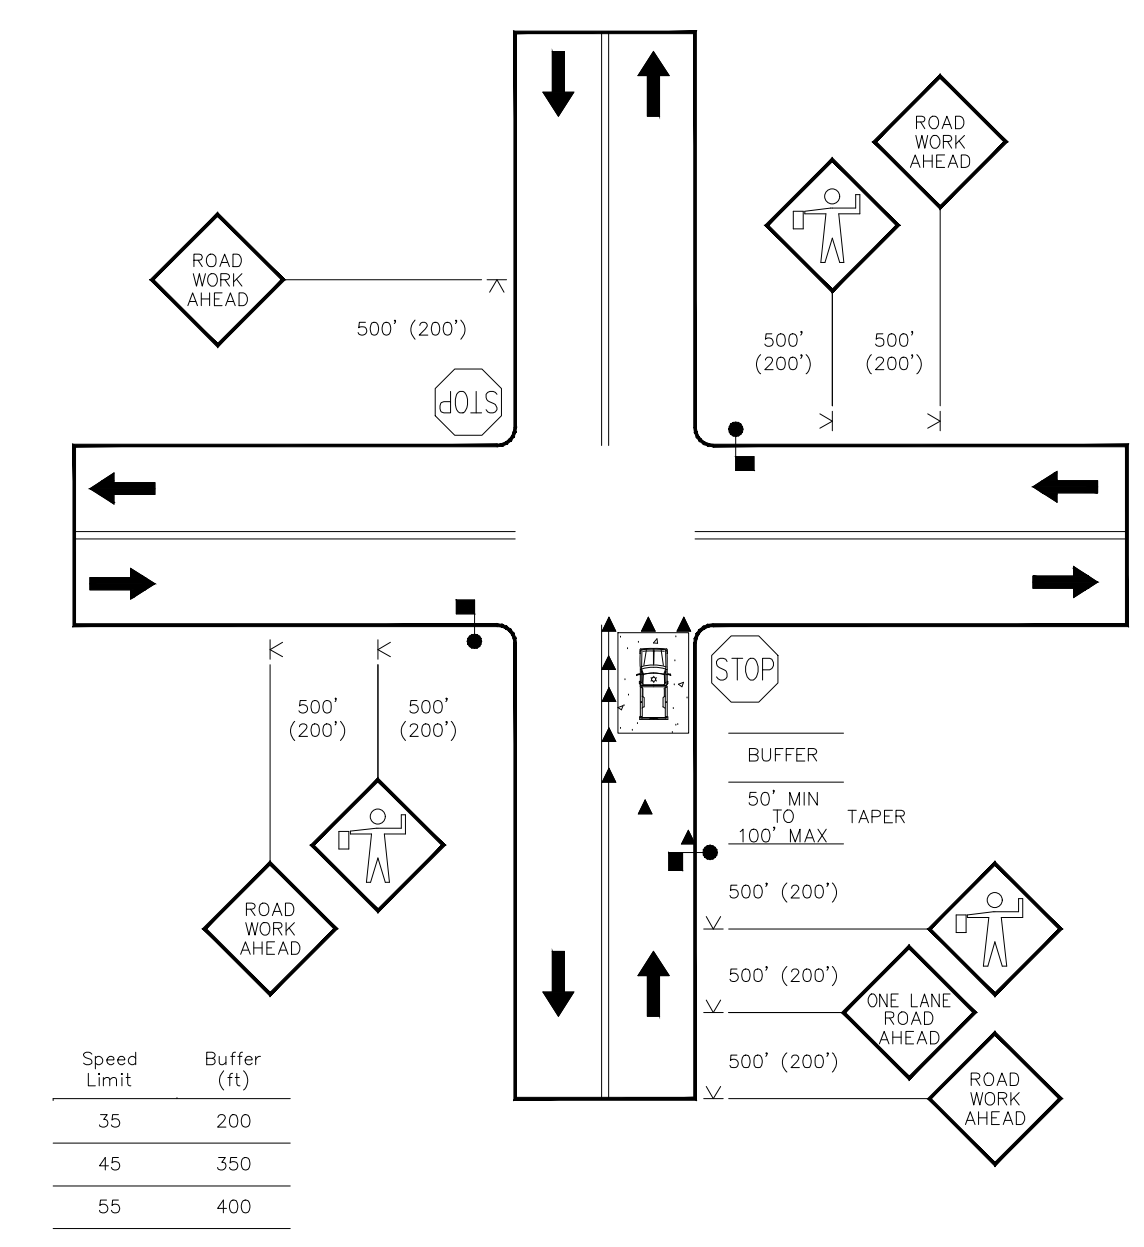 ROAD
WORK
AHEAD
ROAD
WORK
AHEAD
500' (200')
500'
(200')
500'
(200')
STOP
STOP
500'
(200')
500'
(200')
BUFFER
50' MIN
TO
100' MAX
TAPER
500' (200')
ROAD
WORK
AHEAD
500' (200')
ONE LANE
ROAD
AHEAD
500' (200')
ROAD
WORK
AHEAD
Speed
Limit
Buffer
(ft)
35 200
45 350
55 400